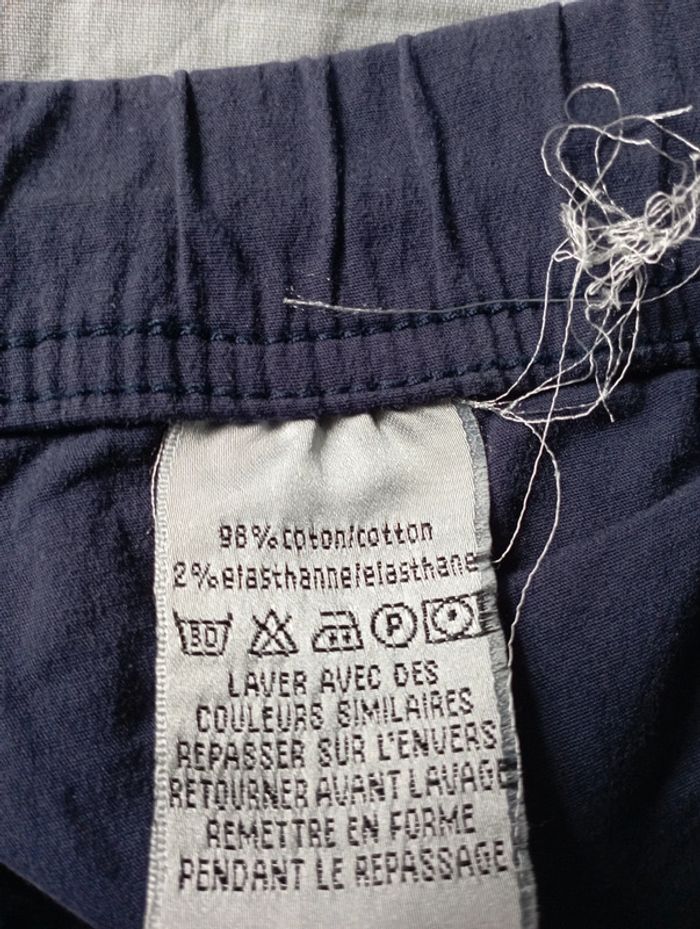 98% coton/cotton
2% elasthanne/elasthane
30 P
LAVER AVEC DES
COULEURS SIMILAIRES
REPASSER SUR L'ENVERS
RETOURNER AVANT LAVAGE
REMETTRE EN FORME
PENDANT LE REPASSAGE